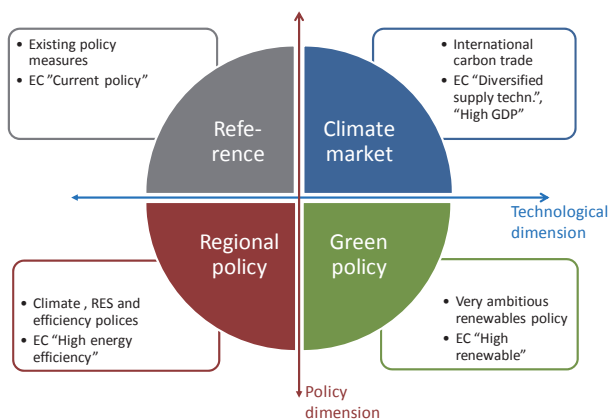 • Existing policy
measures
• EC ”Current policy”
• International
carbon trade
• EC “Diversified
supply techn.”,
“High GDP”
Refe-
rence
Climate
market
Technological
dimension
Regional
policy
Green
policy
• Climate , RES and
efficiency polices
• EC “High energy
efficiency”
• Very ambitious
renewables policy
• EC “High
renewable”
Policy
dimension